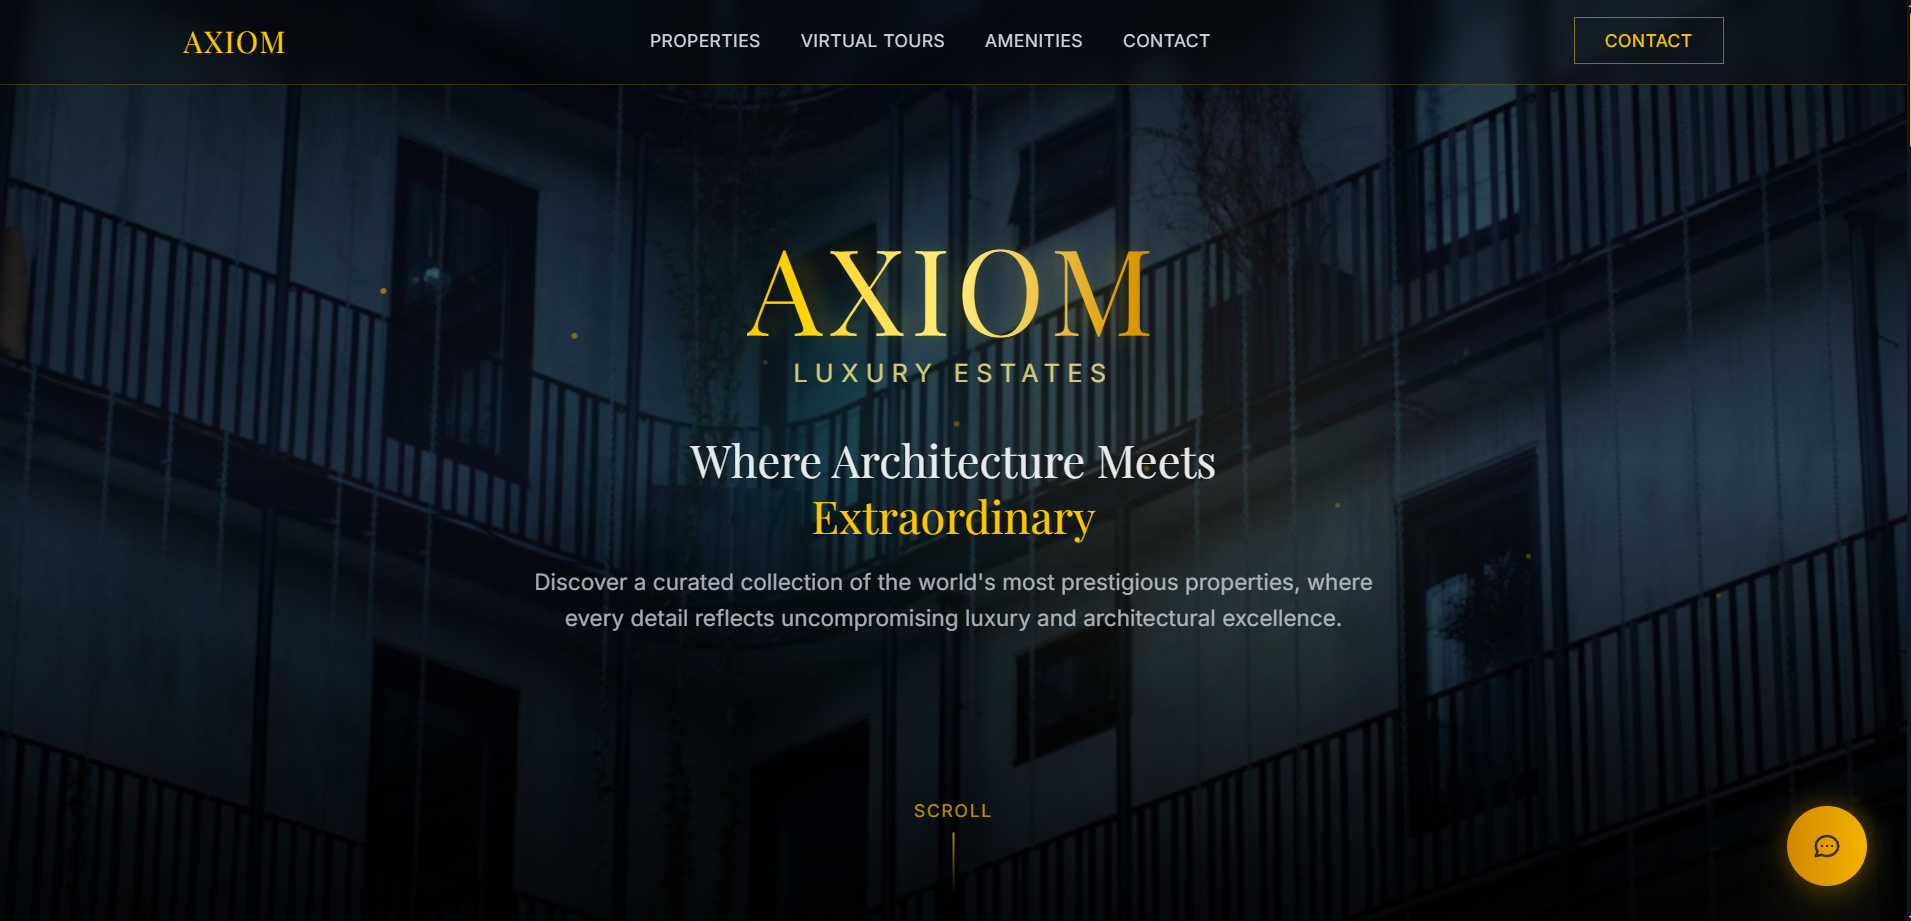 AXIOM
PROPERTIES
VIRTUAL TOURS
AMENITIES
CONTACT
CONTACT
AXIOM
LUXURY ESTATES
Where Architecture Meets
Extraordinary
Discover a curated collection of the world's most prestigious properties, where
every detail reflects uncompromising luxury and architectural excellence.
SCROLL